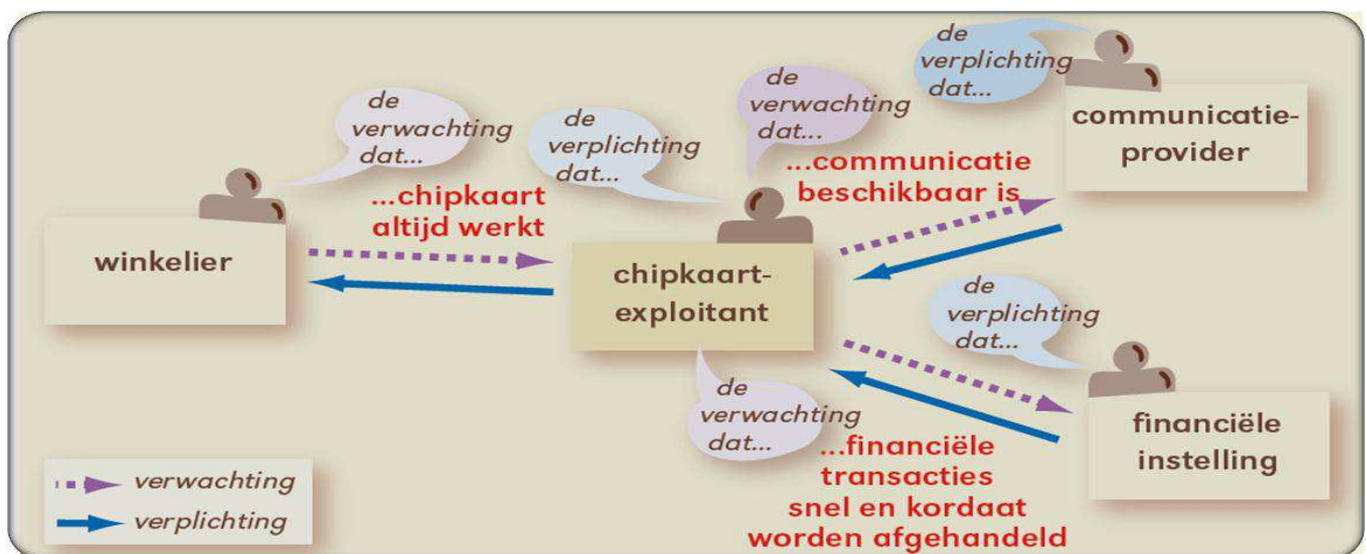 de
verwachting
dat...
winkelier
...chipkaart
altijd werkt
de
verplichting
dat...
de
verwachting
dat...
chipkaart-
exploitant
de
verwachting
dat...
...communicatie
beschikbaar is
de
verplichting
dat...
communicatie-
provider
de
verplichting
dat...
financiële
instelling
...financiële
transacties
snel en kordaat
worden afgehandeld
verwachting
verplichting